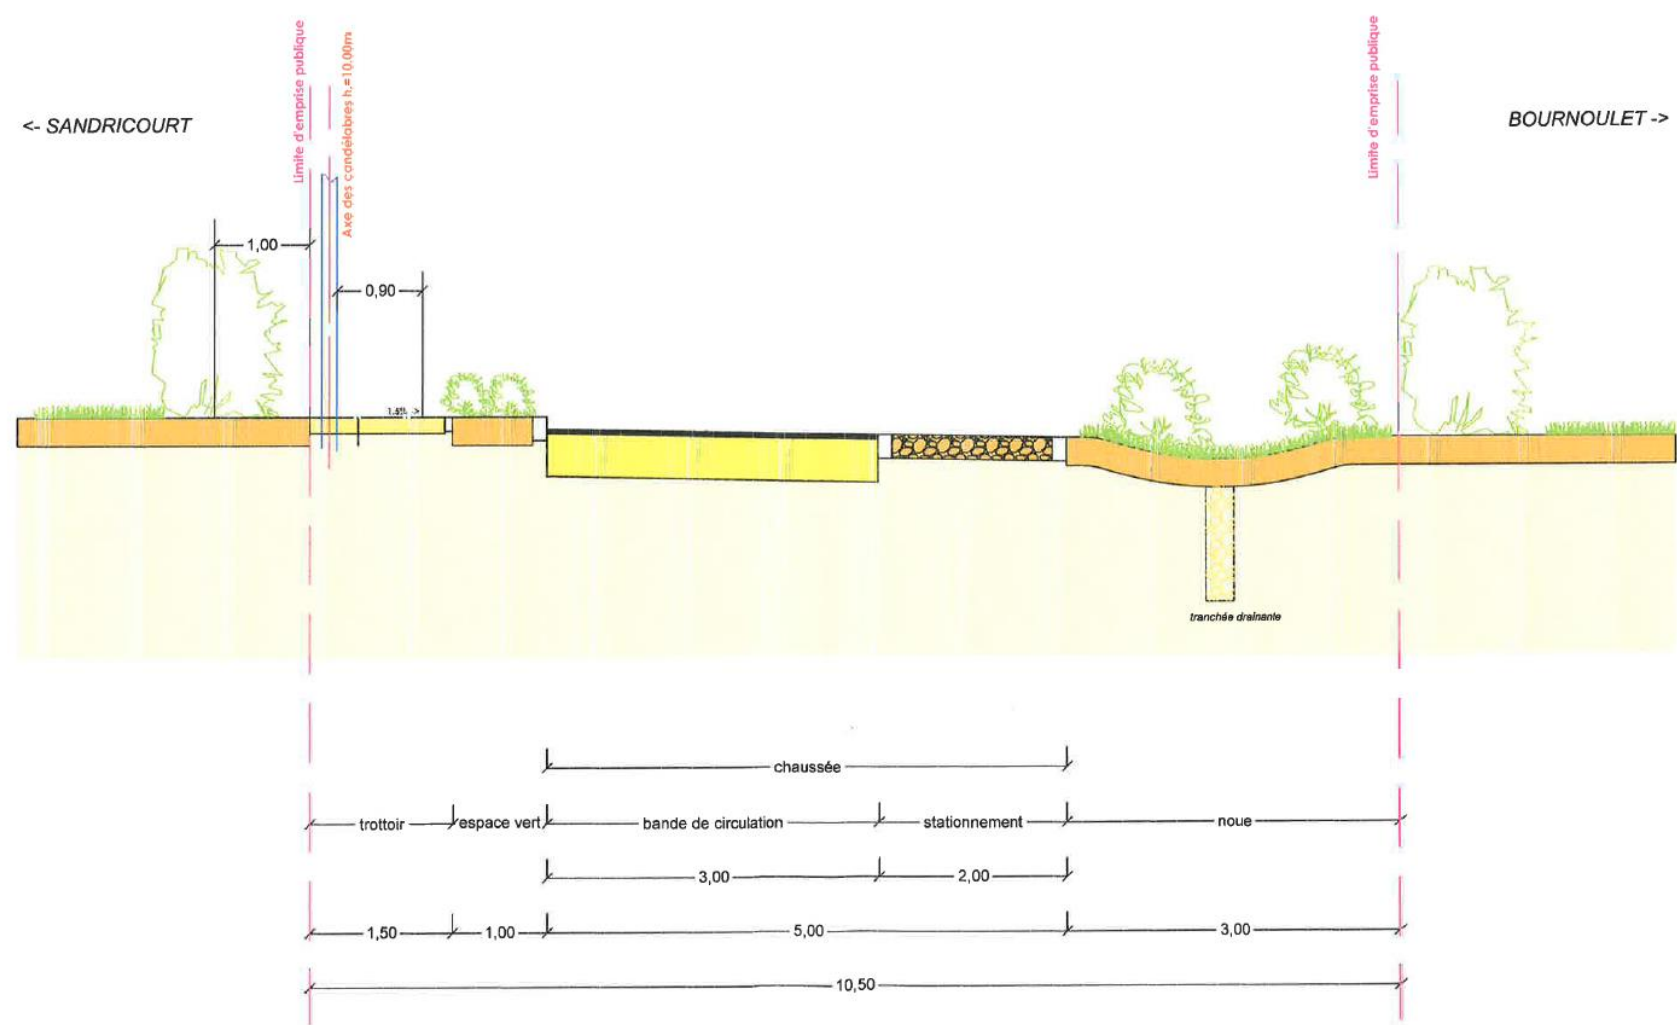 Limite d'emprise publique
Axe des candélabres h.=10.00m
Limite d'emprise publique
<- SANDRICOURT
BOURNOULET ->
1,00
0,90
1.5% ->
tranchée drainante
chaussée
trottoir
espace vert
bande de circulation
stationnement
noue
3,00
2,00
1,50
1,00
5,00
3,00
10,50